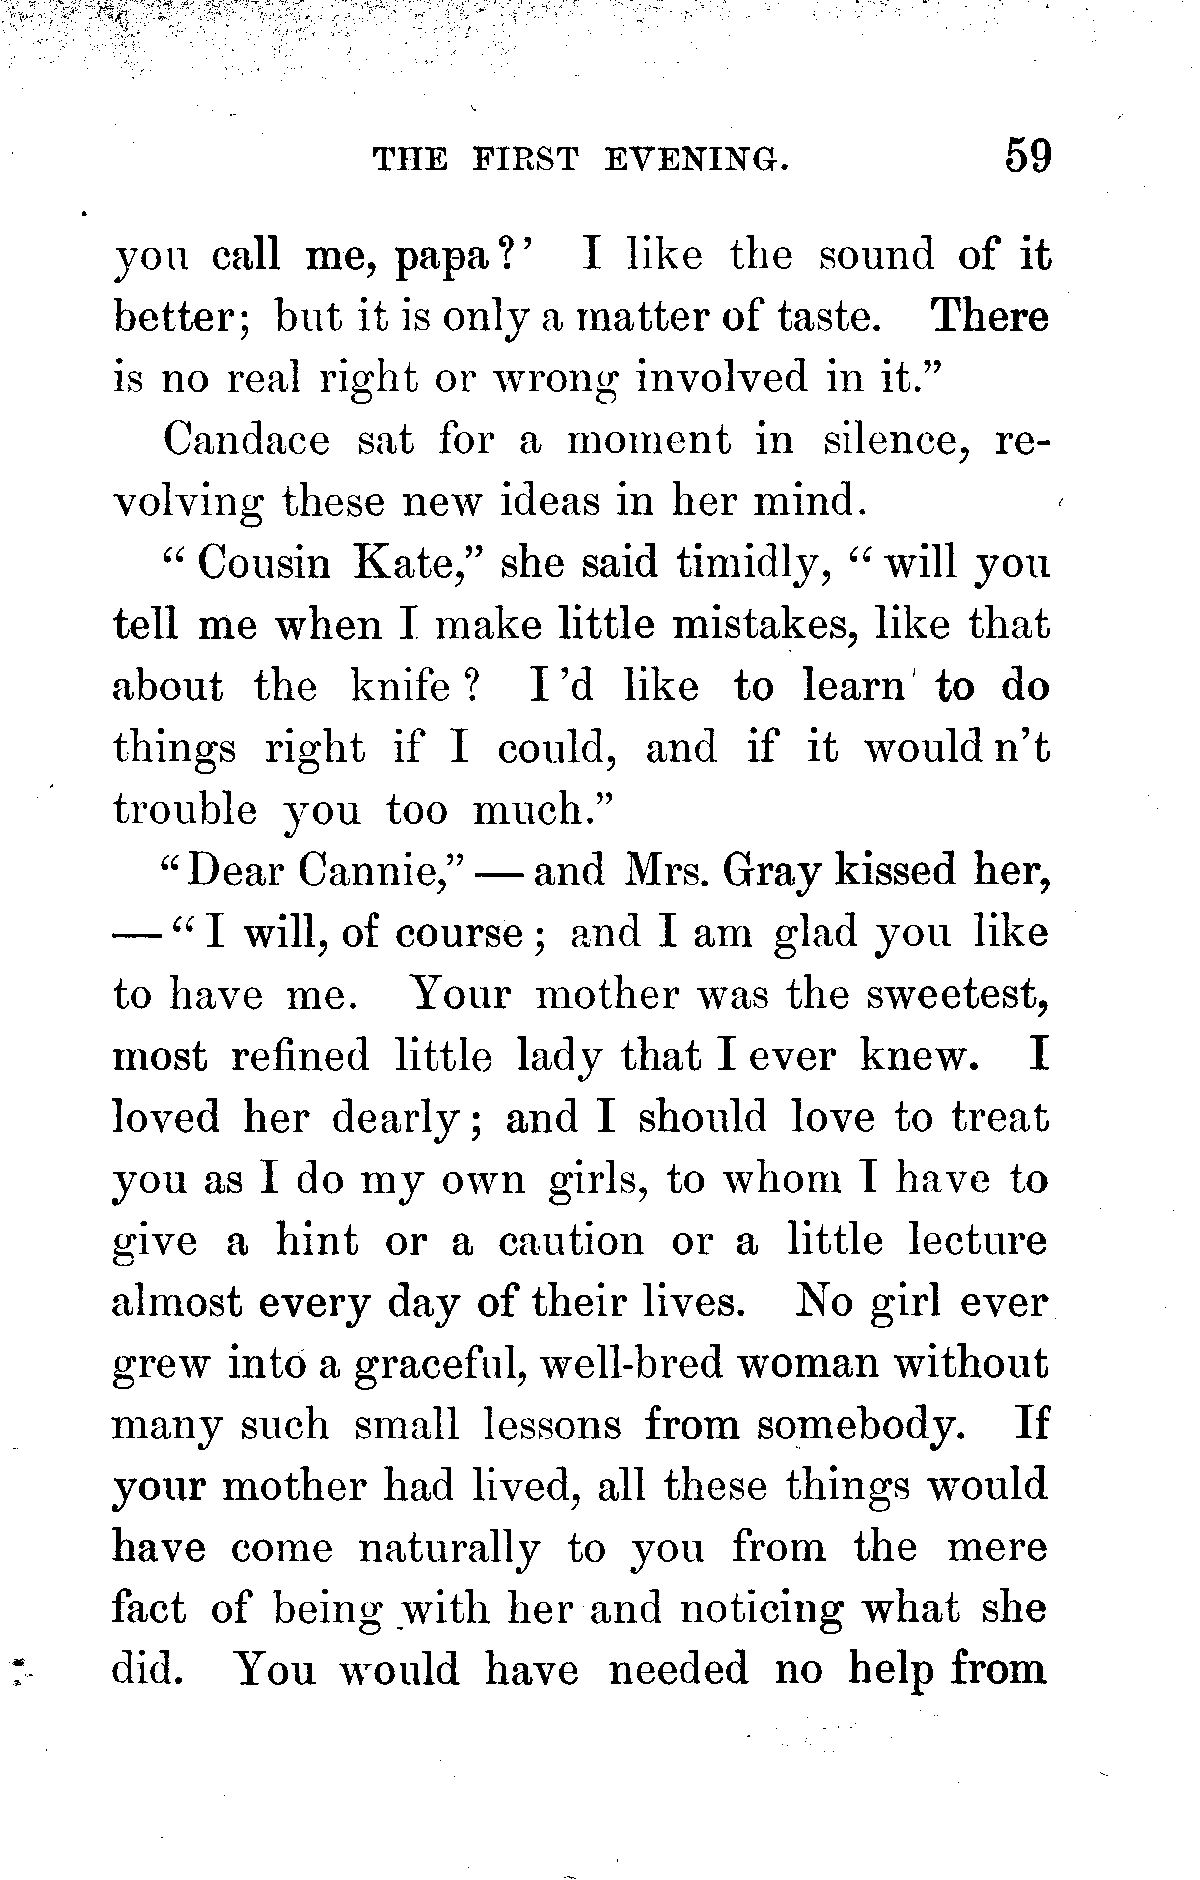 THE FIRST EVENING. 59
you call me, papa?' I like the sound of it
better; but it is only a matter of taste. There
is no real right or wrong involved in it."
Candace sat for a moment in silence, re-
volving these new ideas in her mind.
"Cousin Kate," she said timidly, "will you
tell me when I make little mistakes, like that
about the knife? I'd like to learn to do
things right if I could, and if it would n't
trouble you too much."
"Dear Cannie,"—and Mrs. Gray kissed her,
—"I will, of course; and I am glad you like
to have me. Your mother was the sweetest,
most refined little lady that I ever knew. I
loved her dearly; and I should love to treat
you as I do my own girls, to whom I have to
give a hint or a caution or a little lecture
almost every day of their lives. No girl ever
grew into a graceful, well-bred woman without
many such small lessons from somebody. If
your mother had lived, all these things would
have come naturally to you from the mere
fact of being with her and noticing what she
did. You would have needed no help from